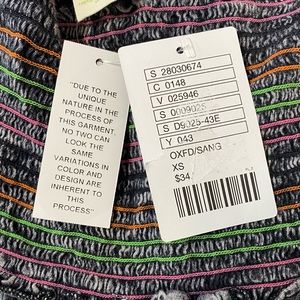 "DUE TO THE
UNIQUE
NATURE IN THE
PROCESS OF
THIS GARMENT,
NO TWO CAN
LOOK THE
SAME
VARIATIONS IN
COLOR AND
DESIGN ARE
INHERENT TO
THIS
PROCESS"
S 28030674
C 0148
V 025946
S 0009025
S D9025-43E
Y 043
OXFD/SANG
XS
$34